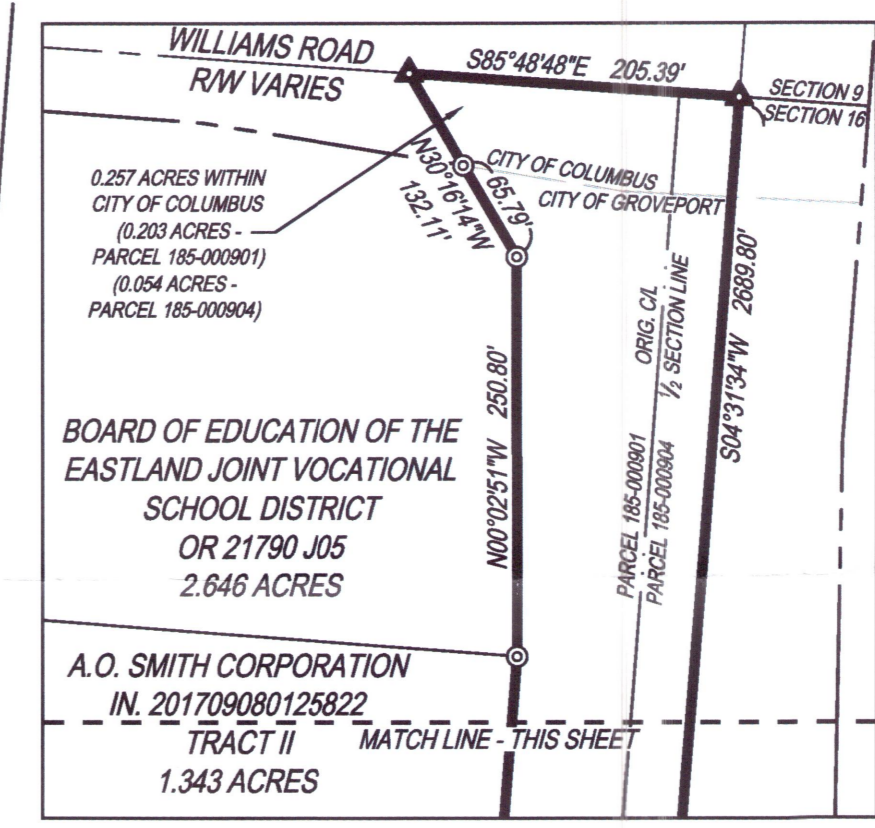 WILLIAMS ROAD
R/W VARIES
S85°48'48"E 205.39'
SECTION 9
SECTION 16
N30°16'14"W
132.11'
65.79'
CITY OF COLUMBUS
CITY OF GROVEPORT
0.257 ACRES WITHIN
CITY OF COLUMBUS
(0.203 ACRES -
PARCEL 185-000901)
(0.054 ACRES -
PARCEL 185-000904)
N00°02'51"W 250.80'
PARCEL 185-000901
ORIG. C/L
PARCEL 185-000904
½ SECTION LINE
S04°31'34"W 2689.80'
BOARD OF EDUCATION OF THE
EASTLAND JOINT VOCATIONAL
SCHOOL DISTRICT
OR 21790 J05
2.646 ACRES
A.O. SMITH CORPORATION
IN. 201709080125822
TRACT II
1.343 ACRES
MATCH LINE - THIS SHEET